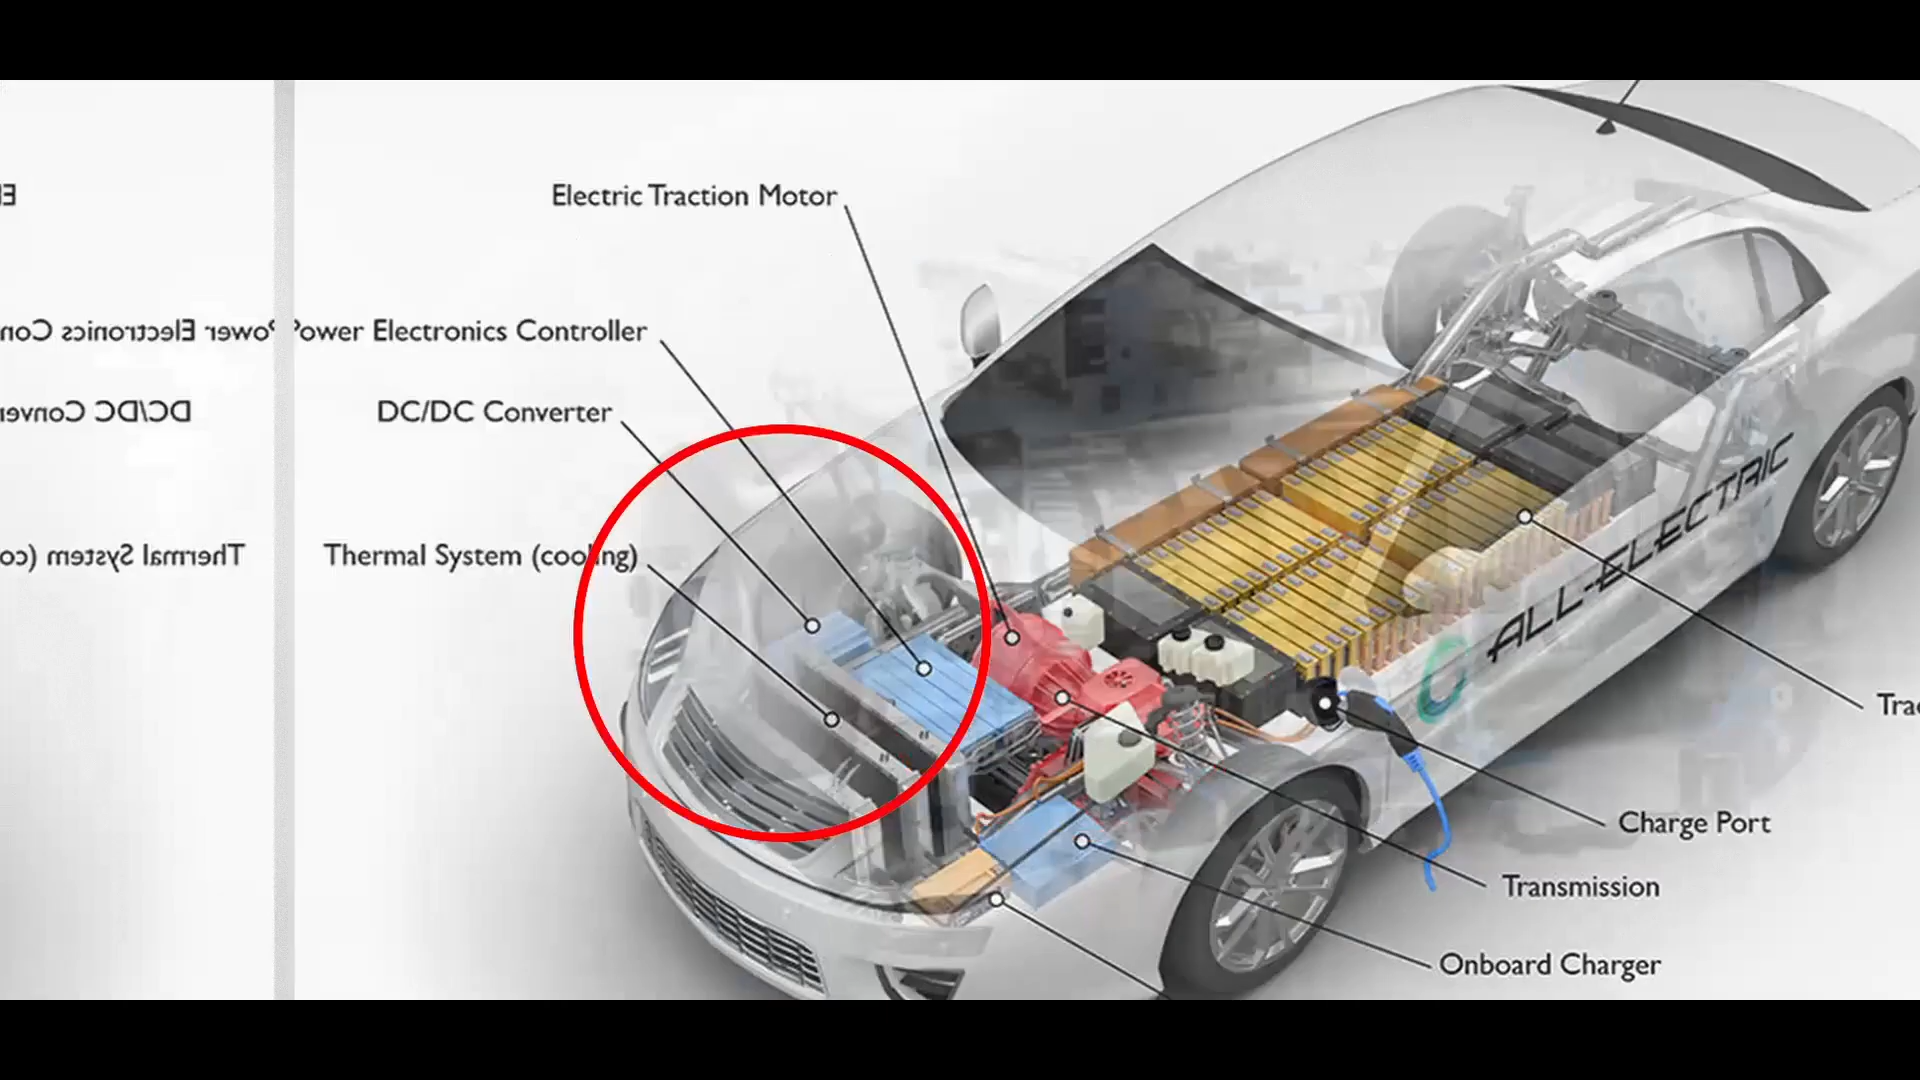 Electric Traction Motor
Power Electronics Controller
DC/DC Converter
Thermal System (cooling)
ALL-ELECTRIC
Charge Port
Transmission
Onboard Charger